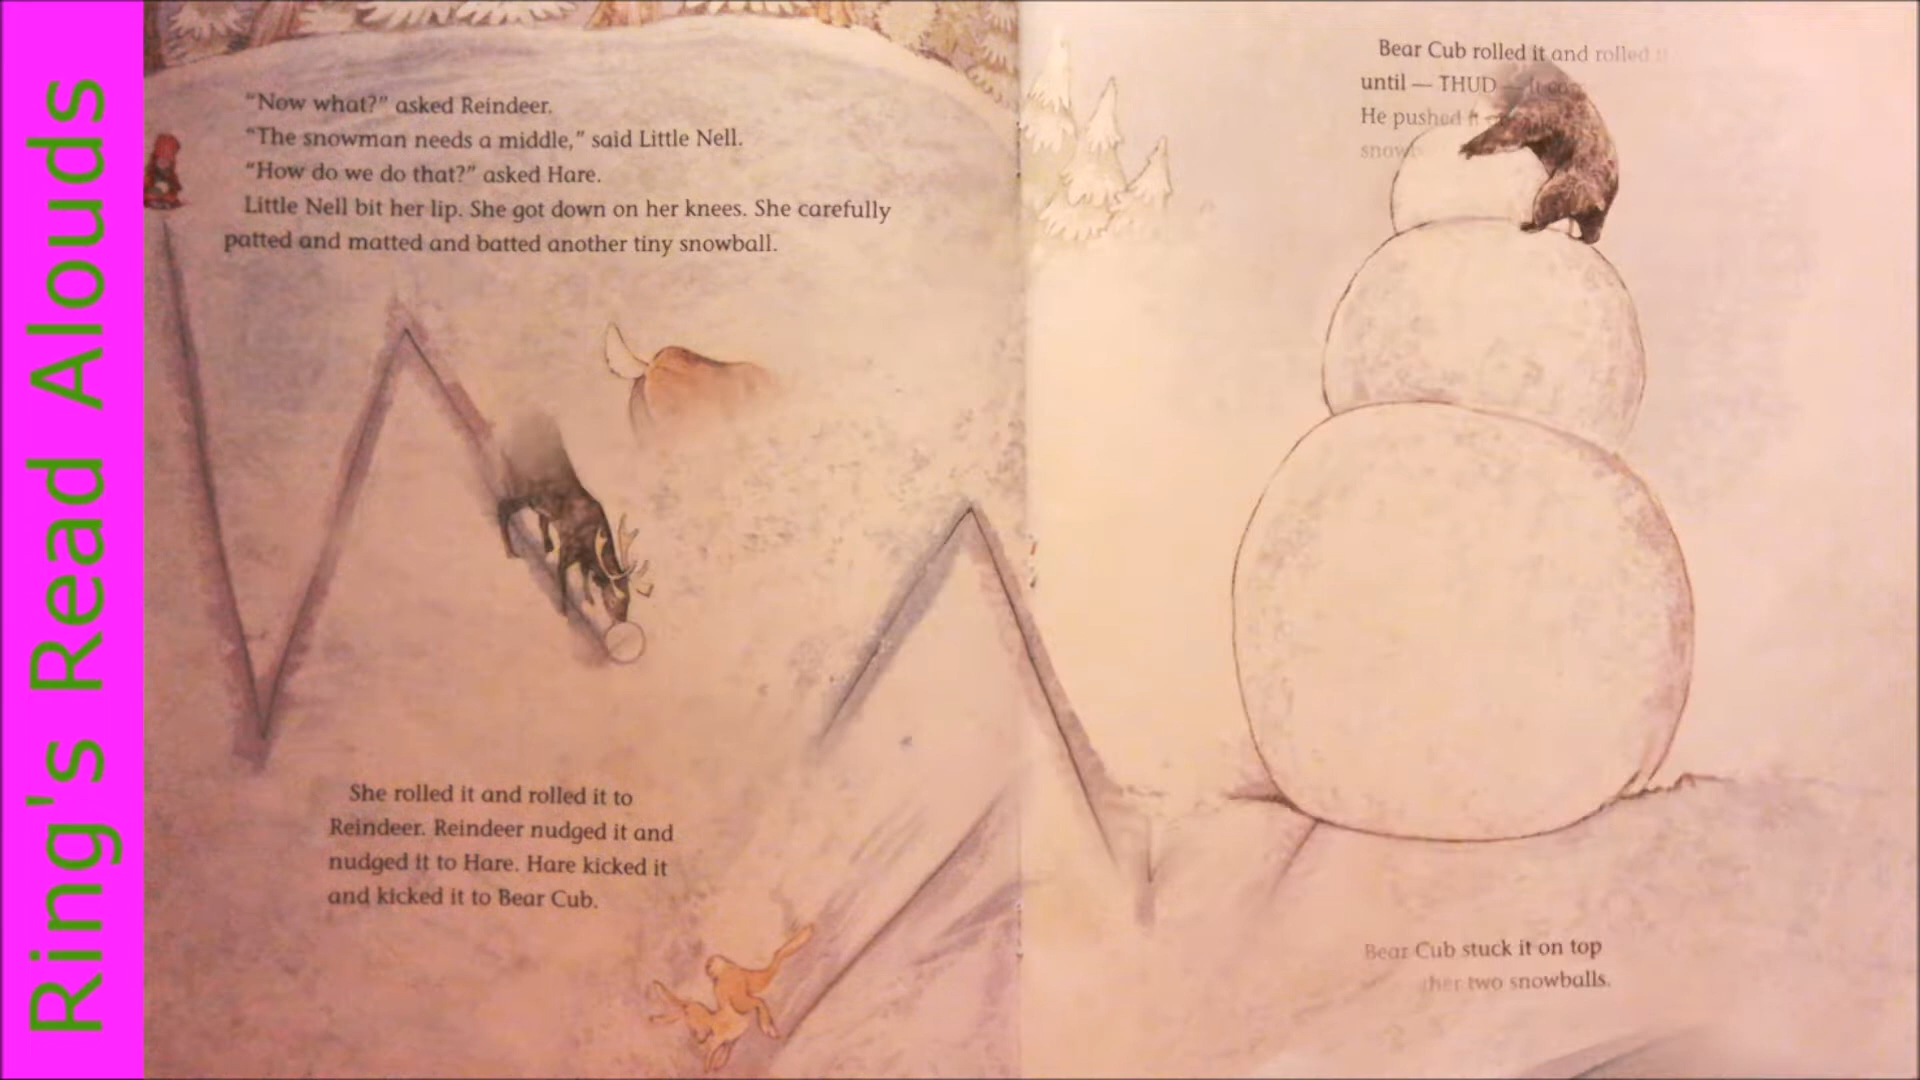 Ring's Read Alouds
"Now what?" asked Reindeer.
"The snowman needs a middle," said Little Nell.
"How do we do that?" asked Hare.
Little Nell bit her lip. She got down on her knees. She carefully
patted and matted and batted another tiny snowball.
She rolled it and rolled it to
Reindeer. Reindeer nudged it and
nudged it to Hare. Hare kicked it
and kicked it to Bear Cub.
Bear Cub rolled it and rolled
until — THUD —
He pushed it
Bear Cub stuck it on top
two snowballs.